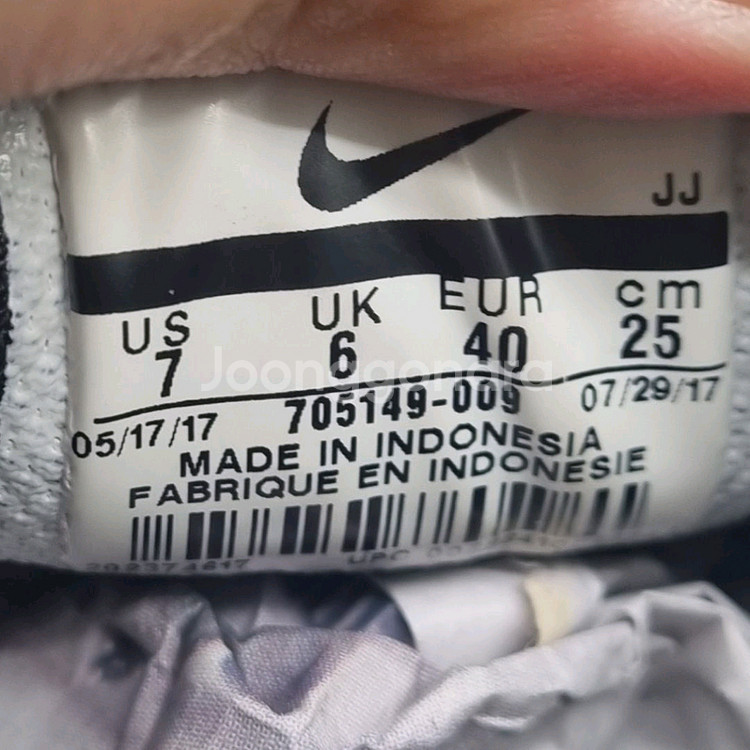 JJ
US UK EUR cm
7 6 40 25
Joonggonara
05/17/17 705149-009 07/29/17
MADE IN INDONESIA
FABRIQUE EN INDONESIE
UPC